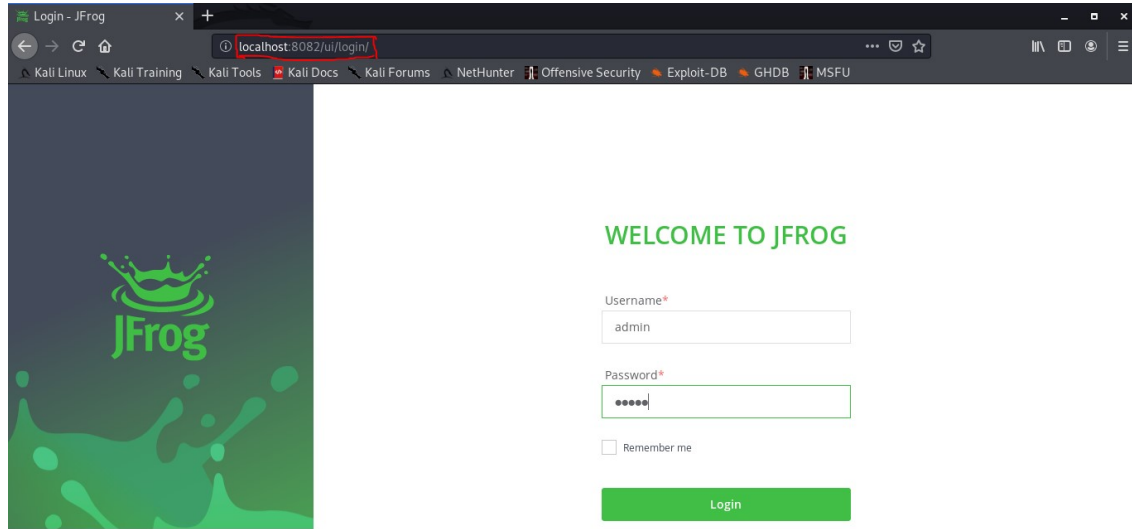 Login - JFrog
localhost:8082/ui/login/
Kali Linux Kali Training Kali Tools Kali Docs Kali Forums NetHunter Offensive Security Exploit-DB GHDB MSFU
JFrog
WELCOME TO JFROG
Username*
admin
Password*
•••••
Remember me
Login